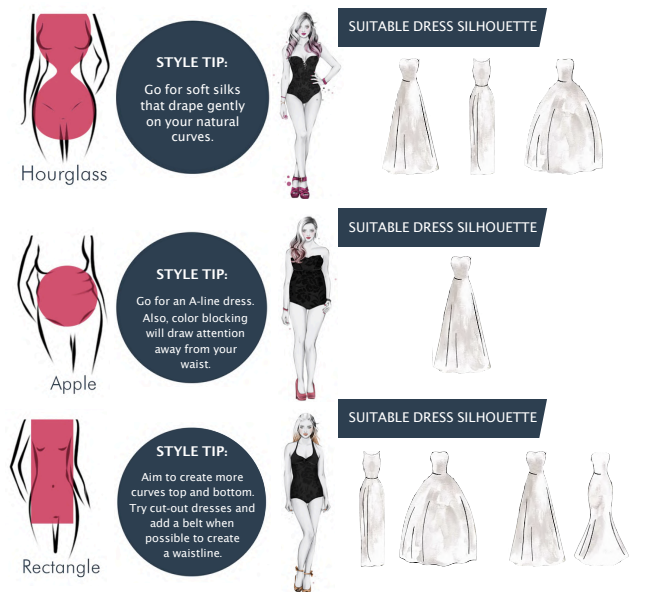 SUITABLE DRESS SILHOUETTE
STYLE TIP:
Go for soft silks
that drape gently
on your natural
curves.
Hourglass
SUITABLE DRESS SILHOUETTE
STYLE TIP:
Go for an A-line dress.
Also, color blocking
will draw attention
away from your
waist.
Apple
SUITABLE DRESS SILHOUETTE
STYLE TIP:
Aim to create more
curves top and bottom.
Try cut-out dresses and
add a belt when
possible to create
a waistline.
Rectangle